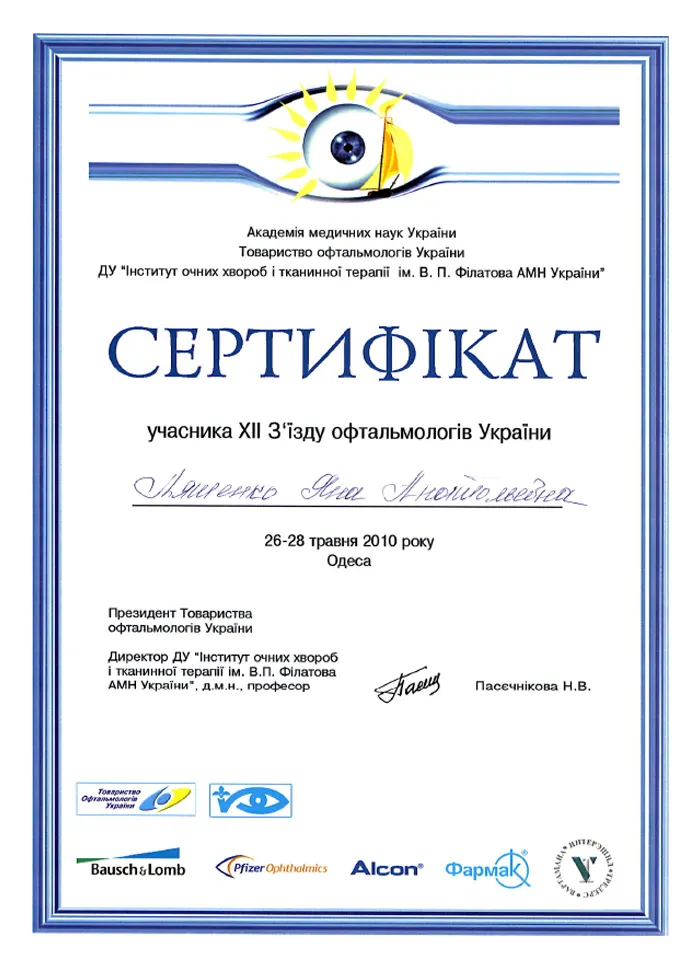 Академія медичних наук України
Товариство офтальмологів України
ДУ "Інститут очних хвороб і тканинної терапії ім. В. П. Філатова АМН України"
СЕРТИФІКАТ
учасника XII З‘їзду офтальмологів України
Ляшенко Яна Анатольевна
26-28 травня 2010 року
Одеса
Президент Товариства
офтальмологів України
Директор ДУ "Інститут очних хвороб
і тканинної терапії ім. В.П. Філатова
АМН України", д.м.н., професор
Пасєчнікова Н.В.
Товариство
Офтальмологів
України
Bausch & Lomb
Pfizer Ophthalmics
Alcon®
Фармак®
ВАРТАМАНА ИНТЕРЭШНЛ ТРЕДЕРС